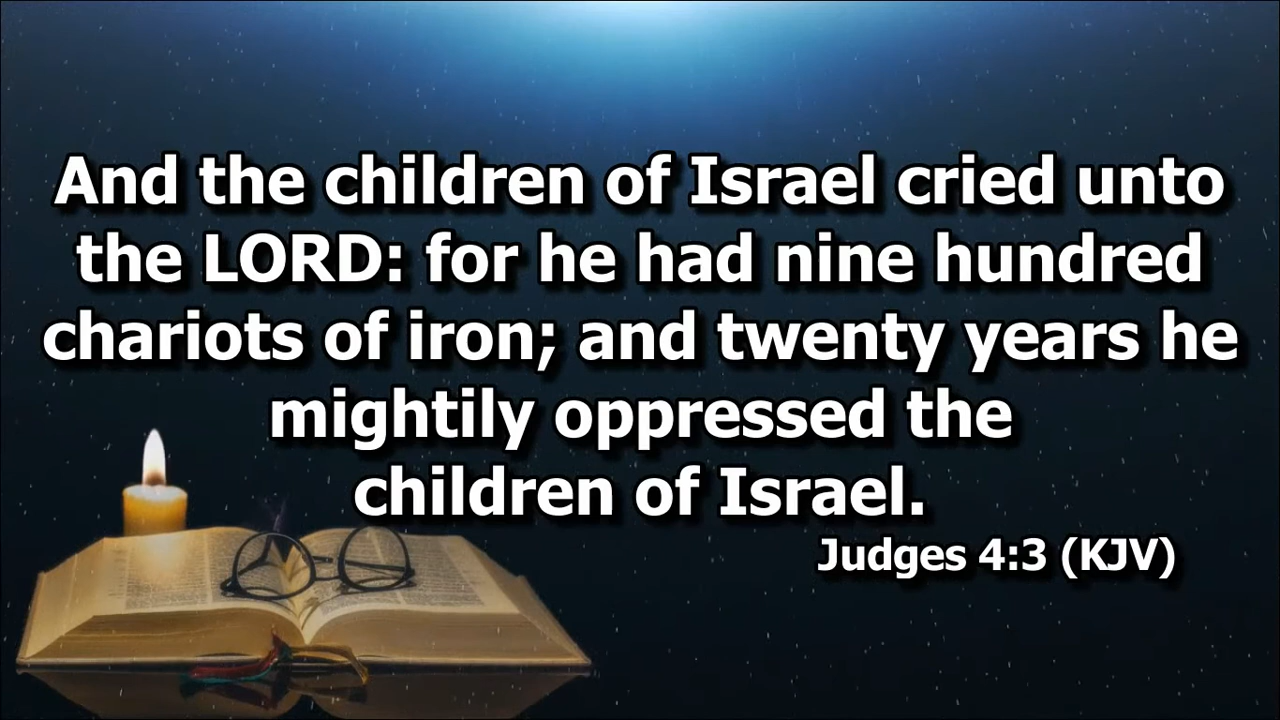 And the children of Israel cried unto
the LORD: for he had nine hundred
chariots of iron; and twenty years he
mightily oppressed the
children of Israel.
Judges 4:3 (KJV)